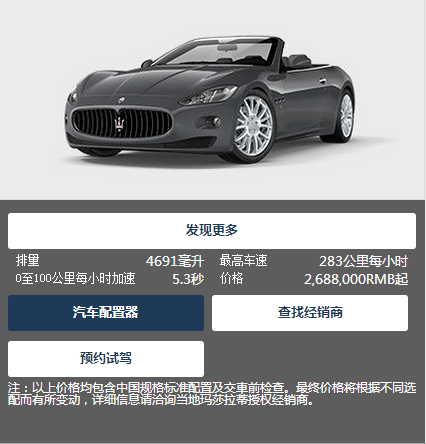 发现更多
排量 4691毫升 最高车速 283公里每小时
0至100公里每小时加速 5.3秒 价格 2,688,000RMB起
汽车配置器 查找经销商
预约试驾
注：以上价格均包含中国规格标准配置及交車前检查。最终价格将根据不同选
配而有所变动，详细信息请洽询当地玛莎拉蒂授权经销商。